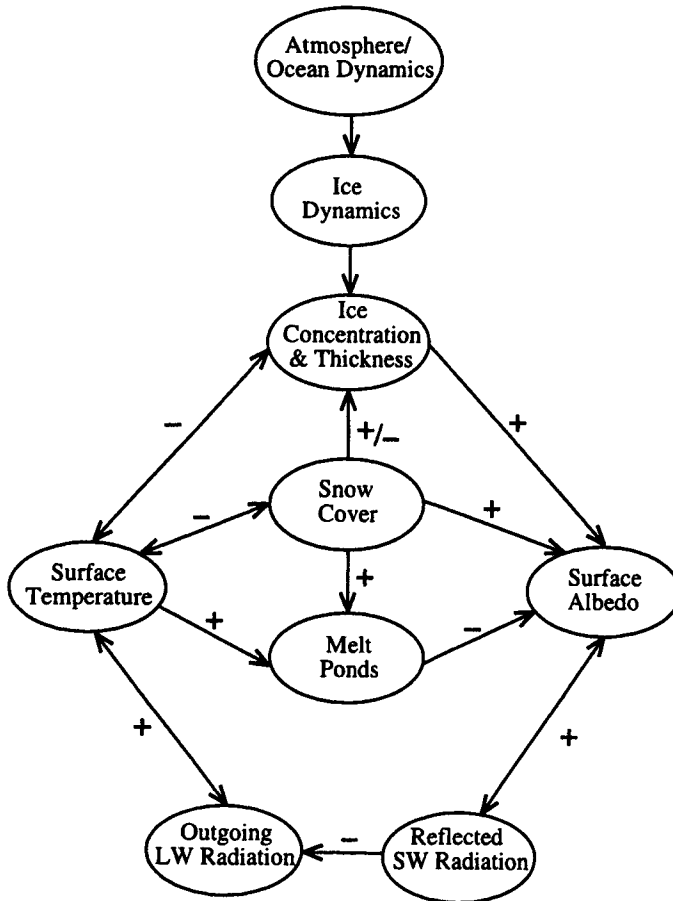 Atmosphere/
Ocean Dynamics
Ice
Dynamics
Ice
Concentration
& Thickness
−
+
+/−
Snow
Cover
−
+
Surface
Temperature
+
Surface
Albedo
+
Melt
Ponds
−
+
+
Outgoing
LW Radiation
−
Reflected
SW Radiation